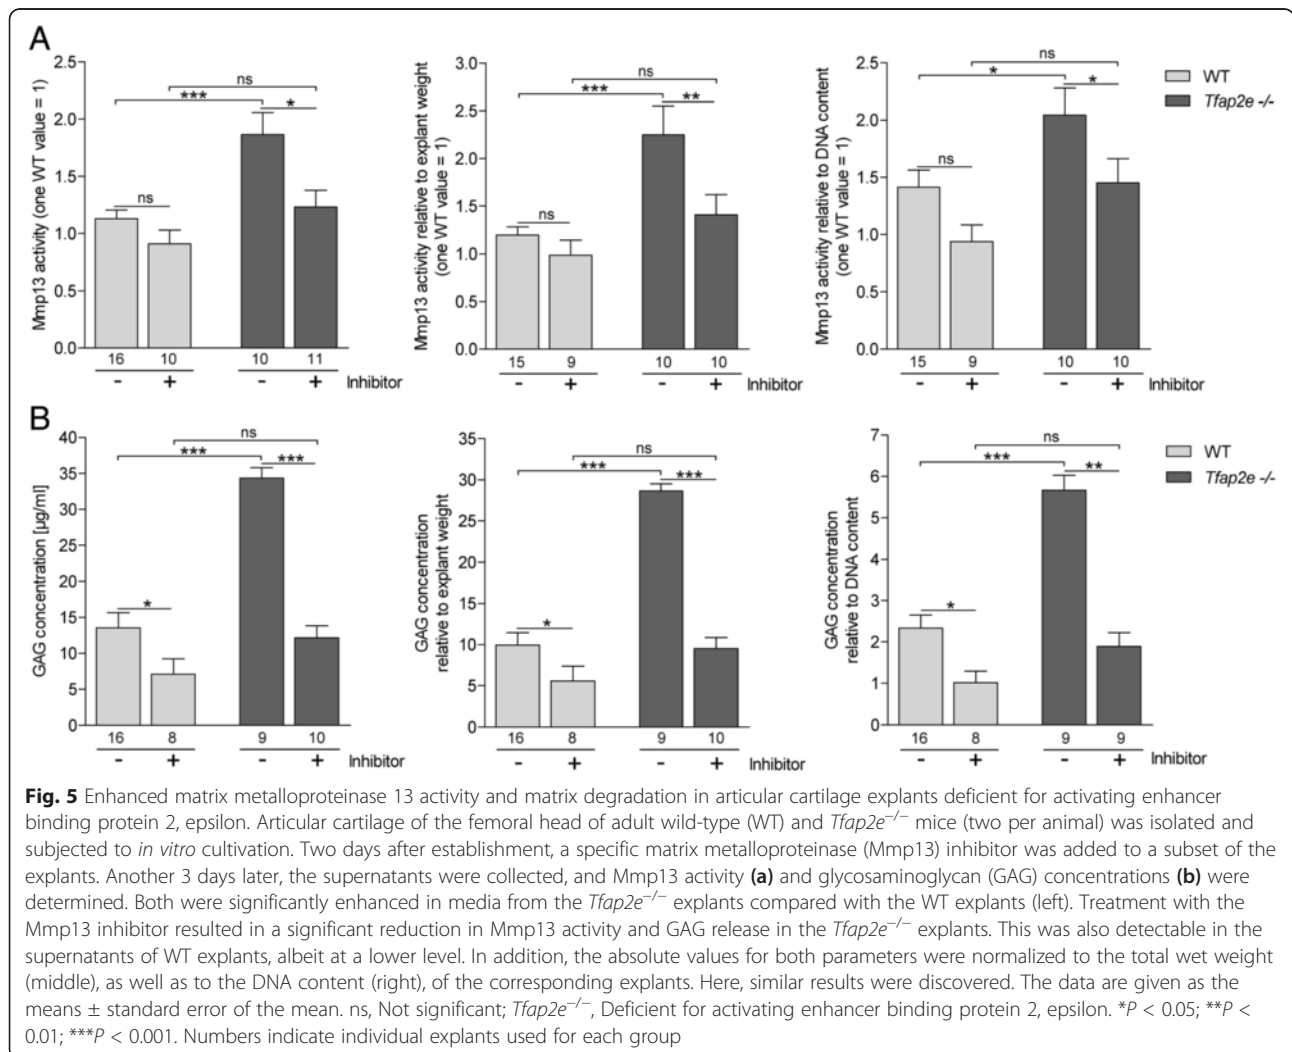 A
Mmp13 activity (one WT value = 1)
2.5
2.0
1.5
1.0
0.5
0.0
ns
***
*
ns
16 10 10 11
- + - + Inhibitor
Mmp13 activity relative to explant weight
(one WT value = 1)
3.0
2.5
2.0
1.5
1.0
0.5
0.0
ns
***
**
ns
15 9 10 10
- + - +
Mmp13 activity relative to DNA content
(one WT value = 1)
2.5
2.0
1.5
1.0
0.5
0.0
ns
*
*
ns
15 9 10 10
- + - + Inhibitor
WT
Tfap2e -/-
B
GAG concentration [µg/ml]
40
35
30
25
20
15
10
5
0
ns
***
***
*
16 8 9 10
- + - + Inhibitor
GAG concentration
relative to explant weight
35
30
25
20
15
10
5
0
ns
***
***
*
16 8 9 10
- + - +
GAG concentration
relative to DNA content
7
6
5
4
3
2
1
0
ns
***
**
*
16 8 9 9
- + - + Inhibitor
WT
Tfap2e -/-
Fig. 5 Enhanced matrix metalloproteinase 13 activity and matrix degradation in articular cartilage explants deficient for activating enhancer
binding protein 2, epsilon. Articular cartilage of the femoral head of adult wild-type (WT) and Tfap2e−/− mice (two per animal) was isolated and
subjected to in vitro cultivation. Two days after establishment, a specific matrix metalloproteinase (Mmp13) inhibitor was added to a subset of the
explants. Another 3 days later, the supernatants were collected, and Mmp13 activity (a) and glycosaminoglycan (GAG) concentrations (b) were
determined. Both were significantly enhanced in media from the Tfap2e−/− explants compared with the WT explants (left). Treatment with the
Mmp13 inhibitor resulted in a significant reduction in Mmp13 activity and GAG release in the Tfap2e−/− explants. This was also detectable in the
supernatants of WT explants, albeit at a lower level. In addition, the absolute values for both parameters were normalized to the total wet weight
(middle), as well as to the DNA content (right), of the corresponding explants. Here, similar results were discovered. The data are given as the
means ± standard error of the mean. ns, Not significant; Tfap2e−/−, Deficient for activating enhancer binding protein 2, epsilon. *P < 0.05; **P <
0.01; ***P < 0.001. Numbers indicate individual explants used for each group